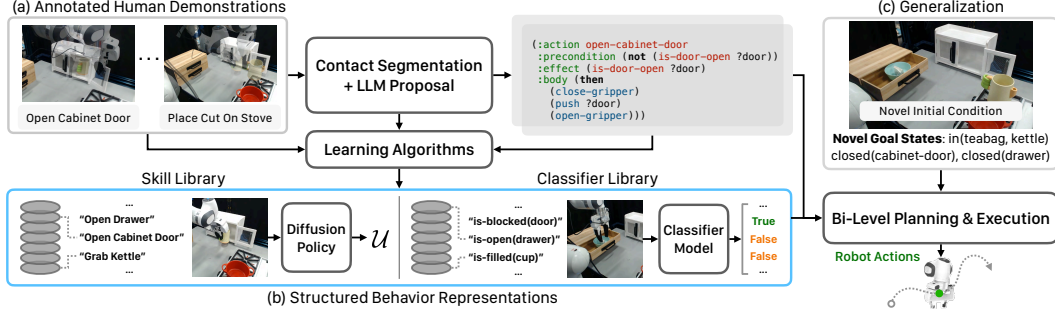 (a) Annotated Human Demonstrations
...
Open Cabinet Door
Place Cut On Stove
Contact Segmentation
+ LLM Proposal
(:action open-cabinet-door
:precondition (not (is-door-open ?door))
:effect (is-door-open ?door)
:body (then
(close-gripper)
(push ?door)
(open-gripper)))
Learning Algorithms
(c) Generalization
Novel Initial Condition
Novel Goal States: in(teabag, kettle)
closed(cabinet-door), closed(drawer)
Skill Library
...
"Open Drawer"
"Open Cabinet Door"
"Grab Kettle"
...
Diffusion
Policy
𝒰
Classifier Library
...
"is-blocked(door)"
"is-open(drawer)"
"is-filled(cup)"
...
Classifier
Model
...
True
False
False
...
Bi-Level Planning & Execution
Robot Actions
(b) Structured Behavior Representations